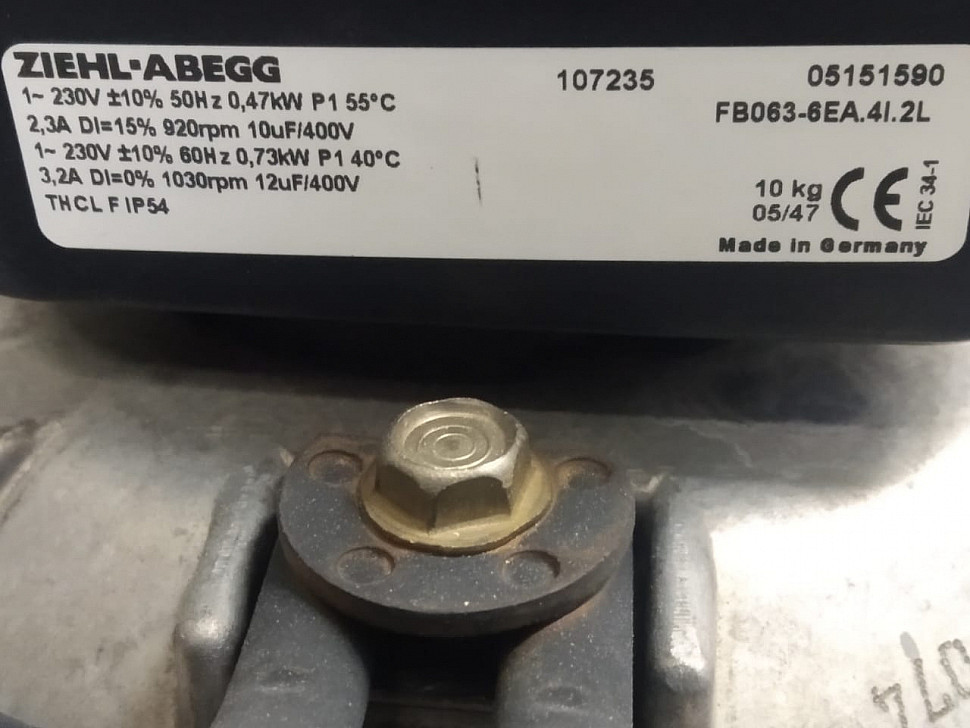 ZIEHL-ABEGG
107235
05151590
1~ 230V ±10% 50Hz 0,47kW P1 55°C
FB063-6EA.4I.2L
2,3A DI=15% 920rpm 10uF/400V
1~ 230V ±10% 60Hz 0,73kW P1 40°C
3,2A DI=0% 1030rpm 12uF/400V
THCL F IP54
10 kg
05/47
CE
IEC 34-1
Made in Germany